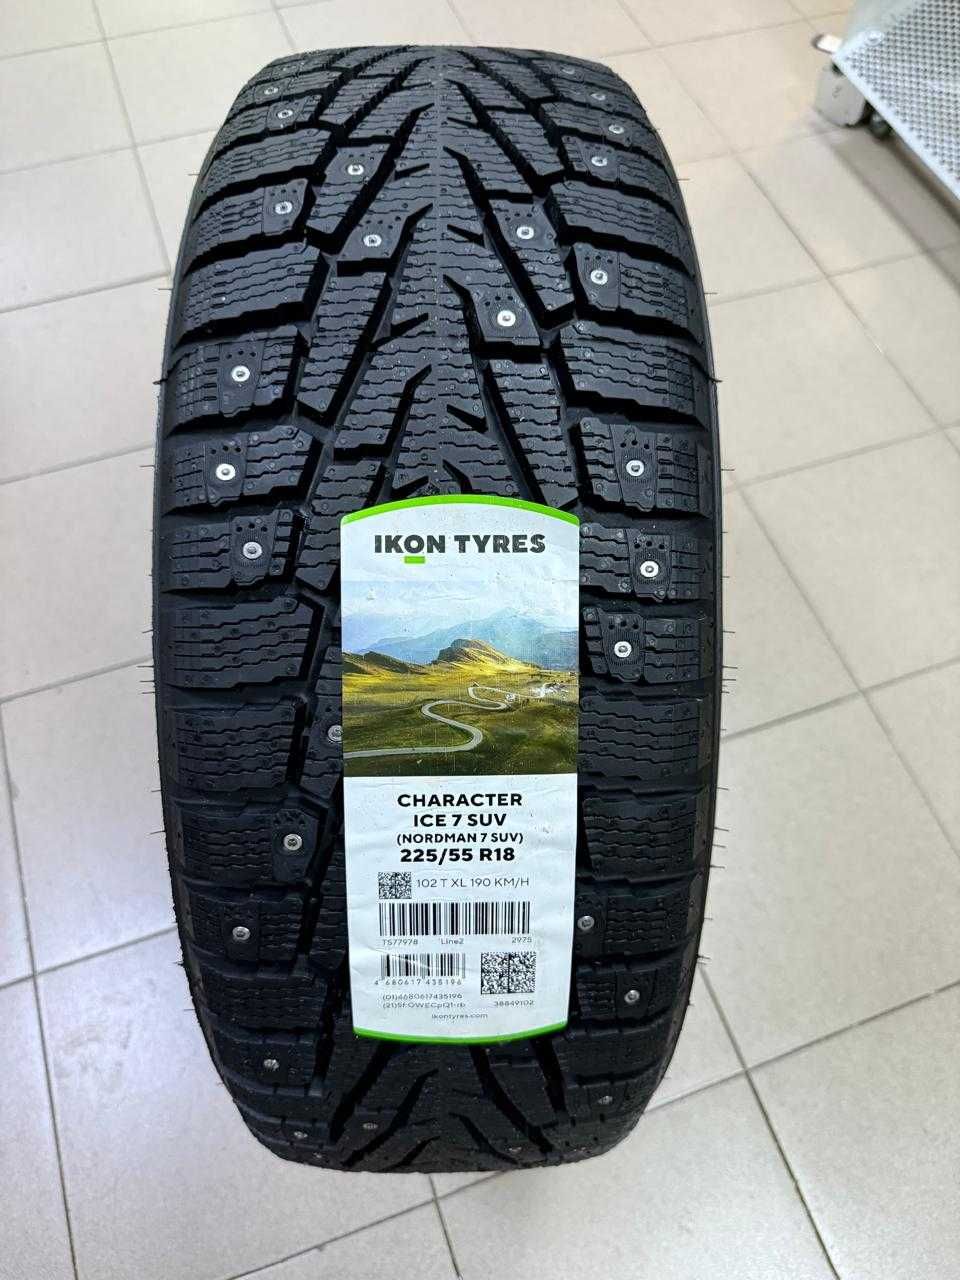 IKON TYRES
CHARACTER
ICE 7 SUV
(NORDMAN 7 SUV)
225/55 R18
102 T XL 190 KM/H
TS77978 Line2 2975
4 680617 435196
(01)4680617435196
38849102
ikontyres.com